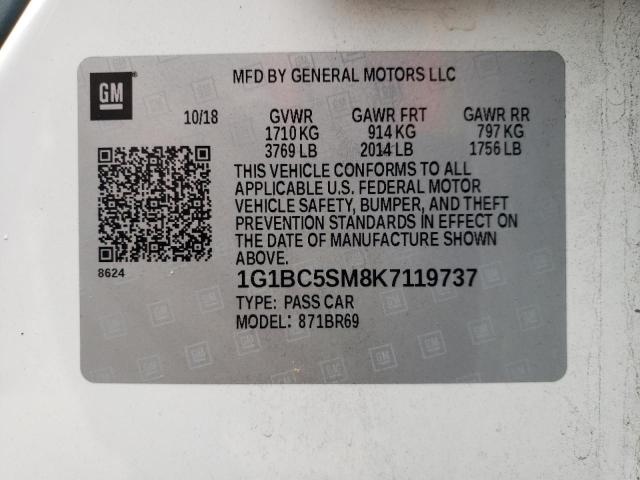 GM
MFD BY GENERAL MOTORS LLC
10/18 GVWR GAWR FRT GAWR RR
1710 KG 914 KG 797 KG
3769 LB 2014 LB 1756 LB
THIS VEHICLE CONFORMS TO ALL
APPLICABLE U.S. FEDERAL MOTOR
VEHICLE SAFETY, BUMPER, AND THEFT
PREVENTION STANDARDS IN EFFECT ON
THE DATE OF MANUFACTURE SHOWN
ABOVE.
8624
1G1BC5SM8K7119737
TYPE: PASS CAR
MODEL: 871BR69